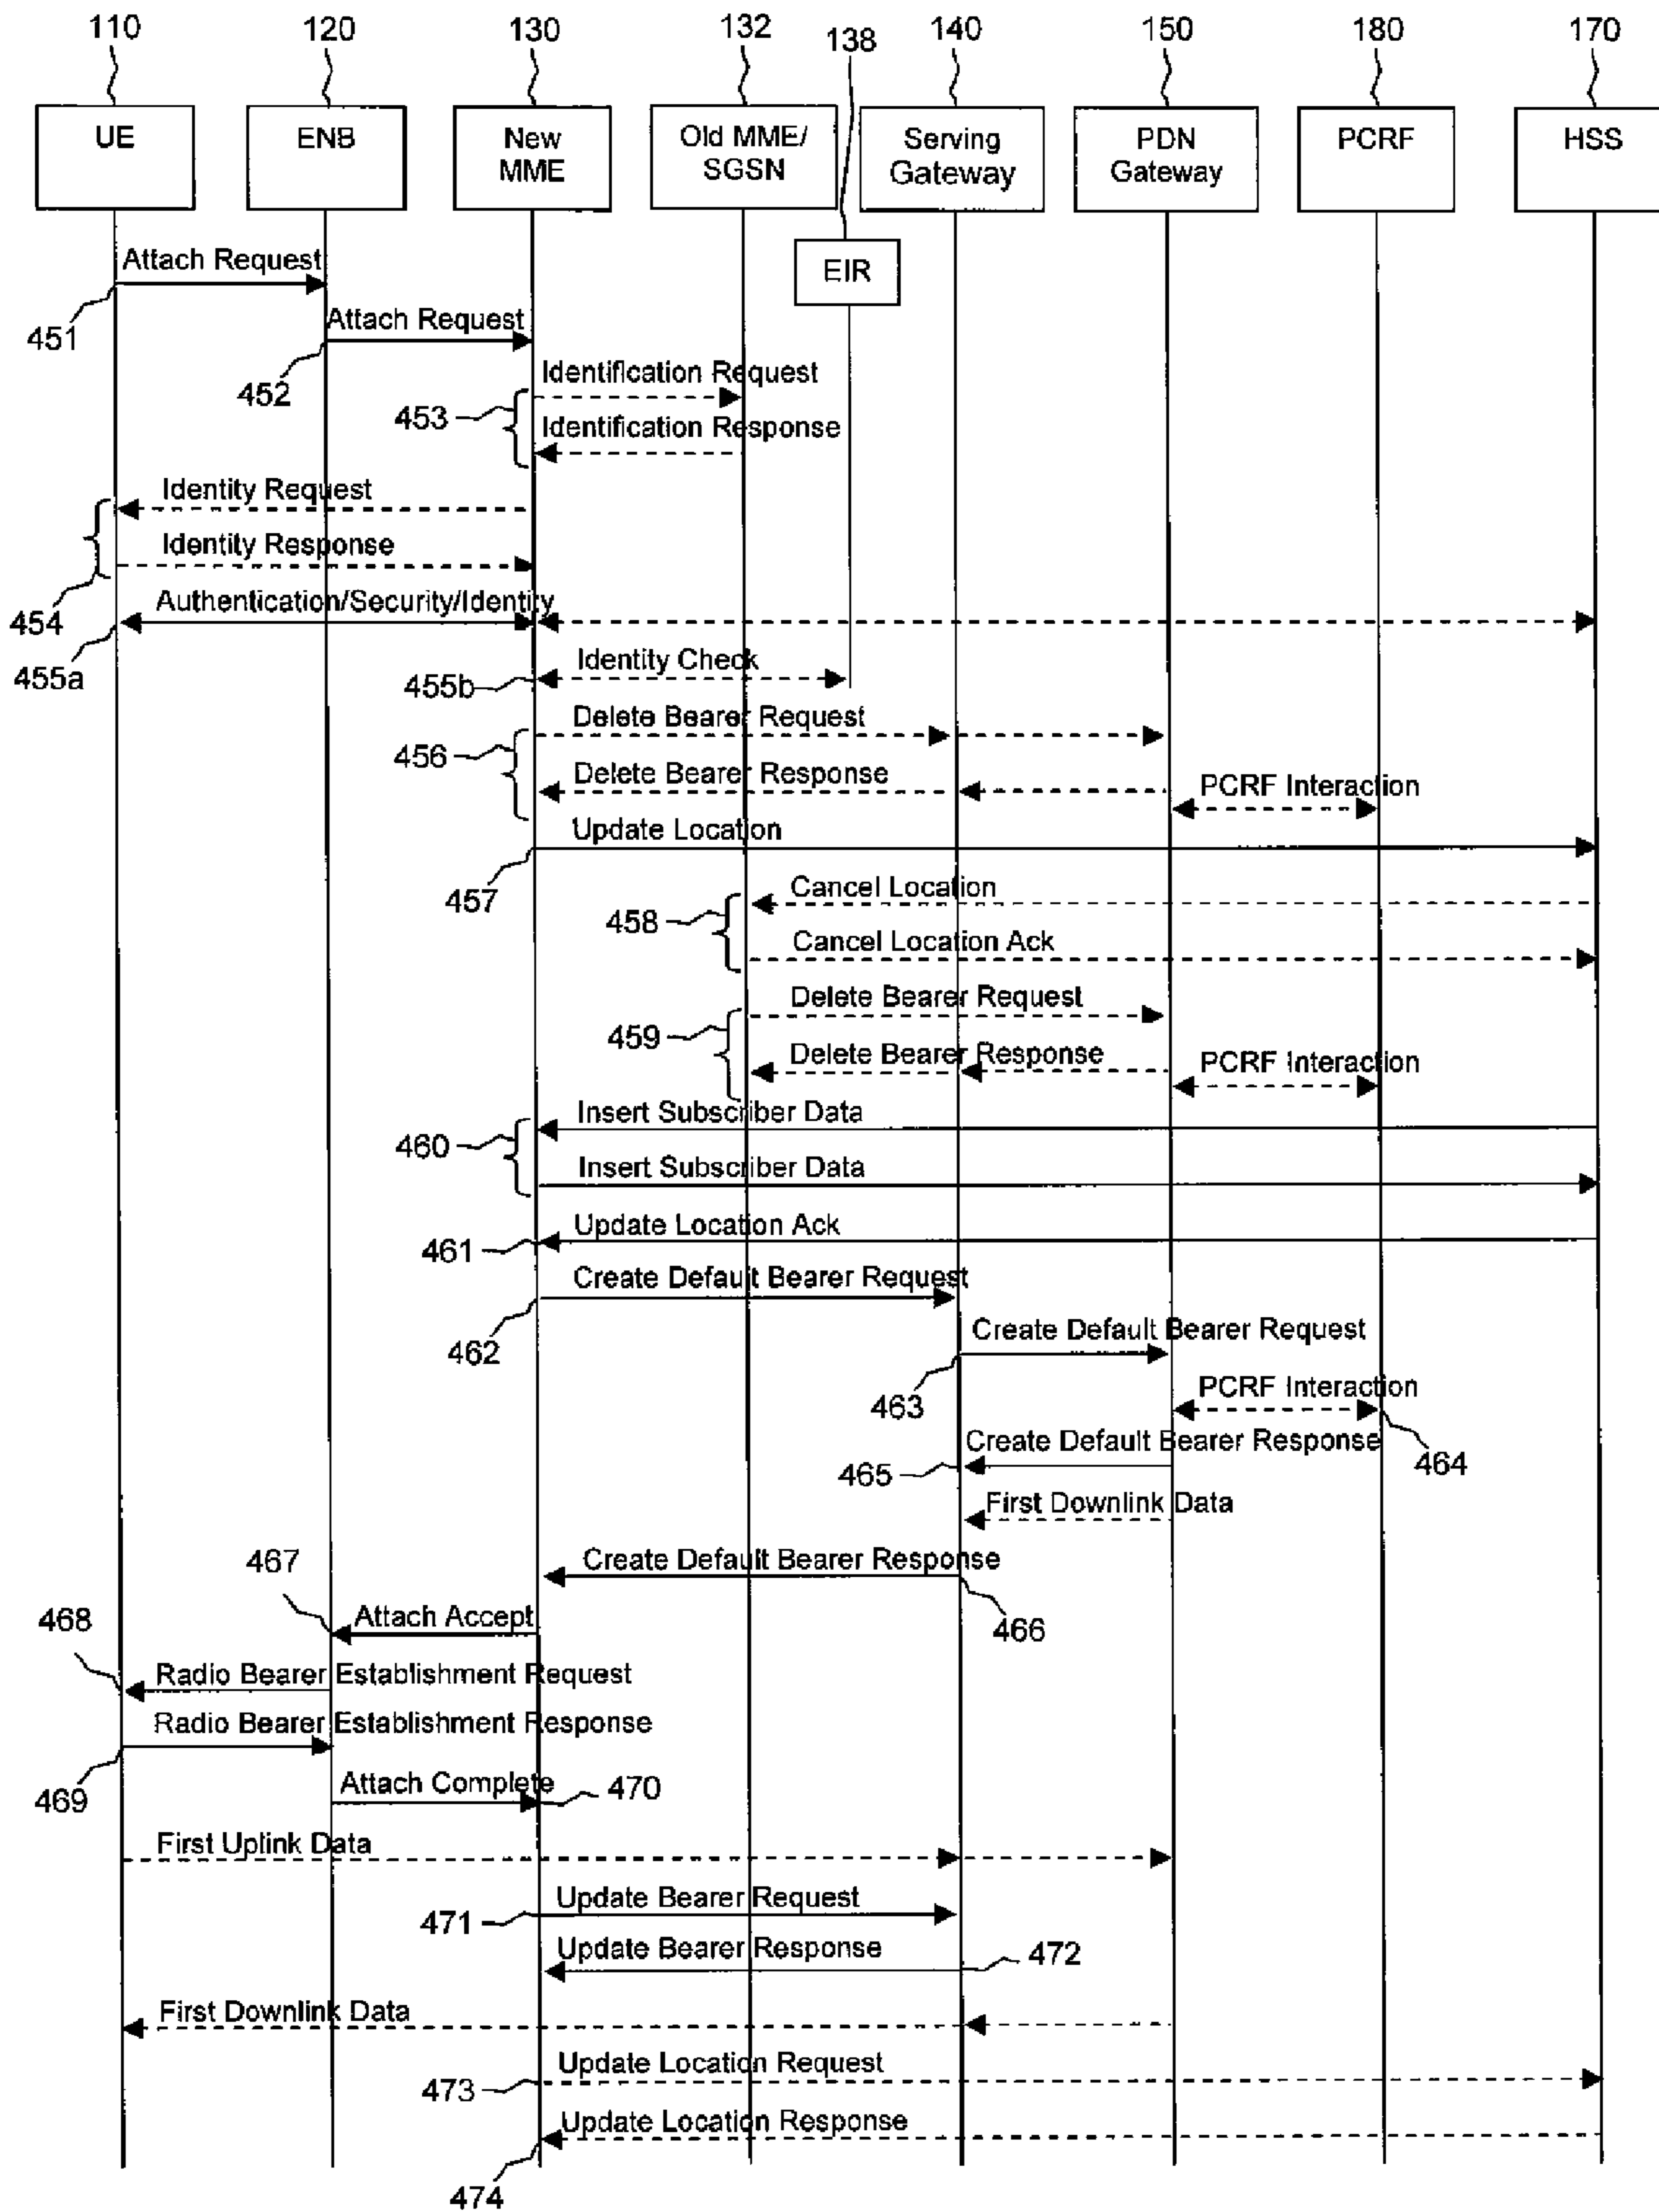 110
120
130
132
138
140
150
180
170
UE
ENB
New
MME
Old MME/
SGSN
Serving
Gateway
PDN
Gateway
PCRF
HSS
EIR
Attach Request
451
Attach Request
452
Identification Request
453
Identification Response
Identity Request
Identity Response
454
Authentication/Security/Identity
455a
Identity Check
455b
Delete Bearer Request
456
Delete Bearer Response
PCRF Interaction
Update Location
457
Cancel Location
458
Cancel Location Ack
Delete Bearer Request
459
Delete Bearer Response
PCRF Interaction
Insert Subscriber Data
460
Insert Subscriber Data
Update Location Ack
461
Create Default Bearer Request
462
Create Default Bearer Request
463
PCRF Interaction
464
Create Default Bearer Response
465
First Downlink Data
Create Default Bearer Response
466
467
Attach Accept
468
Radio Bearer Establishment Request
Radio Bearer Establishment Response
469
Attach Complete
470
First Uplink Data
Update Bearer Request
471
Update Bearer Response
472
First Downlink Data
Update Location Request
473
Update Location Response
474